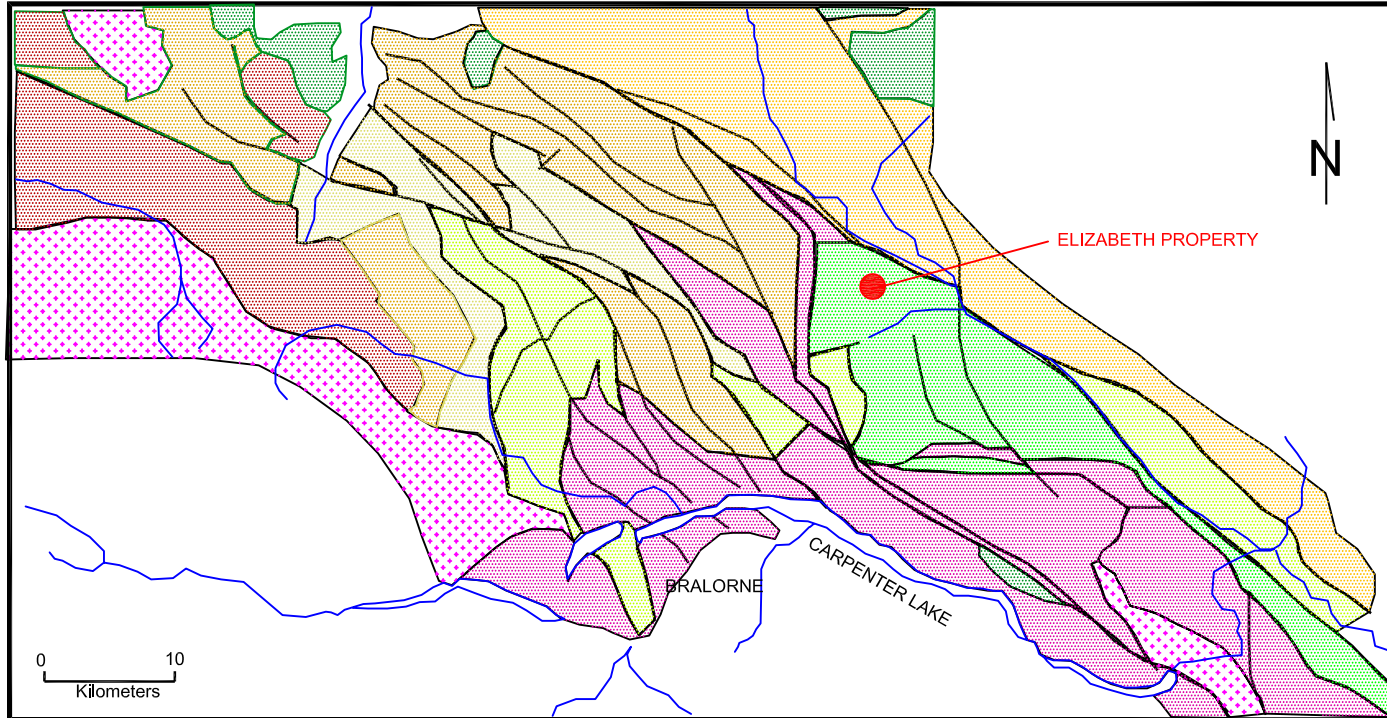 N
ELIZABETH PROPERTY
BRALORNE
CARPENTER LAKE
0 10
Kilometers